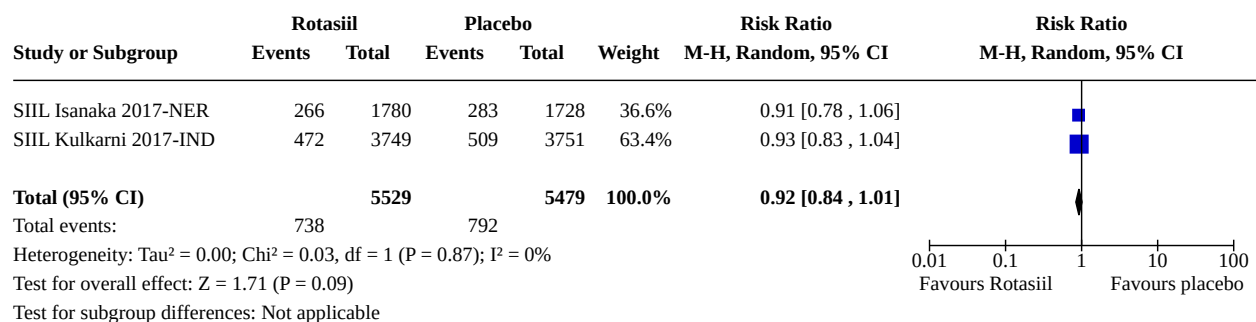 Rotasiil Placebo Risk Ratio Risk Ratio
Study or Subgroup Events Total Events Total Weight M-H, Random, 95% CI M-H, Random, 95% CI
SIIL Isanaka 2017-NER 266 1780 283 1728 36.6% 0.91 [0.78 , 1.06]
SIIL Kulkarni 2017-IND 472 3749 509 3751 63.4% 0.93 [0.83 , 1.04]
Total (95% CI) 5529 5479 100.0% 0.92 [0.84 , 1.01]
Total events: 738 792
Heterogeneity: Tau² = 0.00; Chi² = 0.03, df = 1 (P = 0.87); I² = 0%
0.01 0.1 1 10 100
Test for overall effect: Z = 1.71 (P = 0.09) Favours Rotasiil Favours placebo
Test for subgroup differences: Not applicable